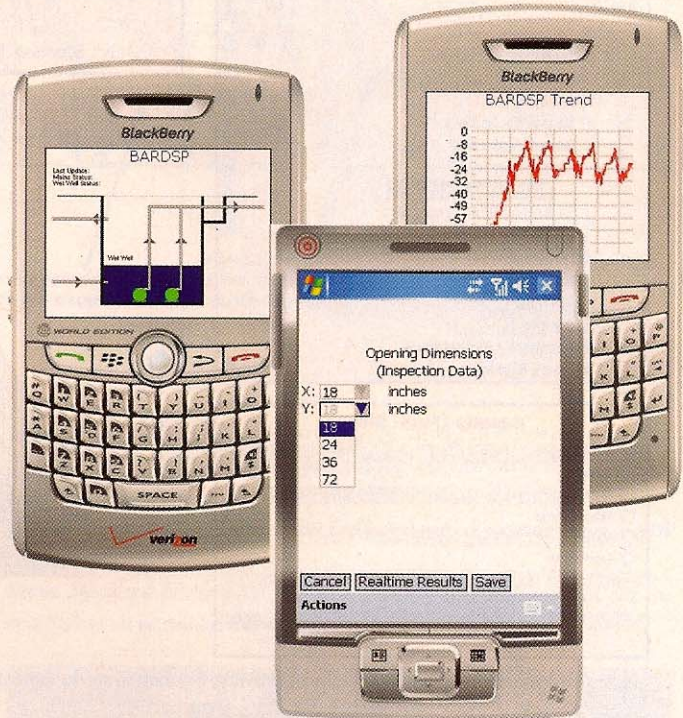 BlackBerry
BARDSP
Last Update:
Mains Status:
Wet Well Status:
Wet Well
WORLD EDITION
SPACE
verizon
BlackBerry
BARDSP Trend
0
-8
-16
-24
-32
-40
-49
-57
Opening Dimensions
(Inspection Data)
X: 18 inches
Y: 18 inches
18
24
36
72
Cancel Realtime Results Save
Actions